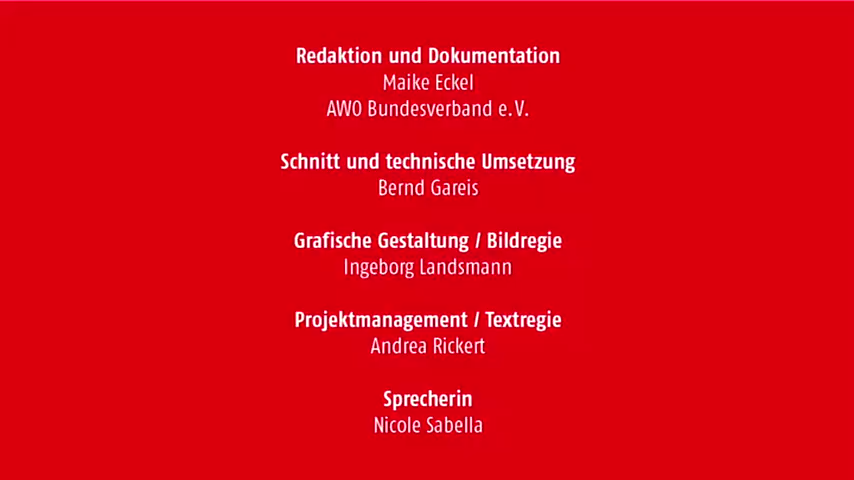 Redaktion und Dokumentation
Maike Eckel
AWO Bundesverband e.V.
Schnitt und technische Umsetzung
Bernd Gareis
Grafische Gestaltung / Bildregie
Ingeborg Landsmann
Projektmanagement / Textregie
Andrea Rickert
Sprecherin
Nicole Sabella